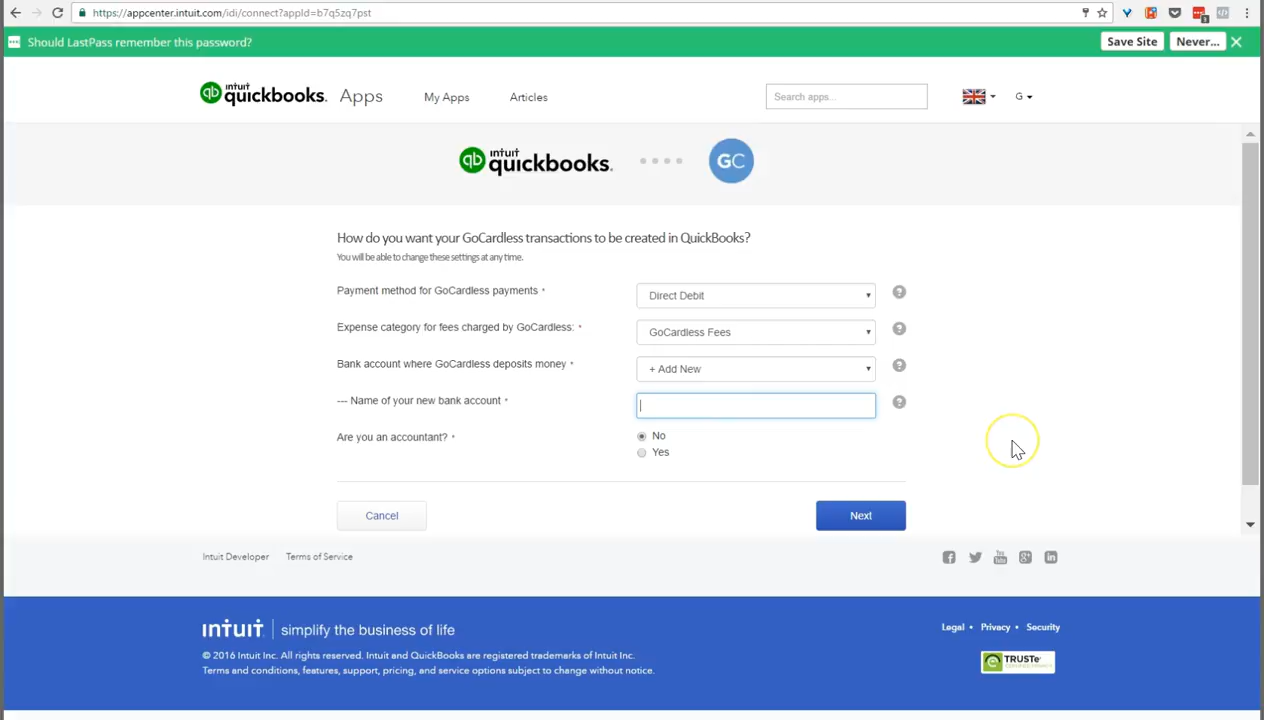 https://appcenter.intuit.com/idi/connect?appId=b7q5zq7pst
Should LastPass remember this password?
Save Site
Never...
intuit quickbooks. Apps
My Apps
Articles
Search apps...
G
intuit quickbooks.
GC
How do you want your GoCardless transactions to be created in QuickBooks?
You will be able to change these settings at any time.
Payment method for GoCardless payments *
Direct Debit
Expense category for fees charged by GoCardless: *
GoCardless Fees
Bank account where GoCardless deposits money *
+ Add New
--- Name of your new bank account *
Are you an accountant? *
No
Yes
Cancel
Next
Intuit Developer
Terms of Service
intuit simplify the business of life
Legal • Privacy • Security
© 2016 Intuit Inc. All rights reserved. Intuit and QuickBooks are registered trademarks of Intuit Inc.
Terms and conditions, features, support, pricing, and service options subject to change without notice.
TRUSTe